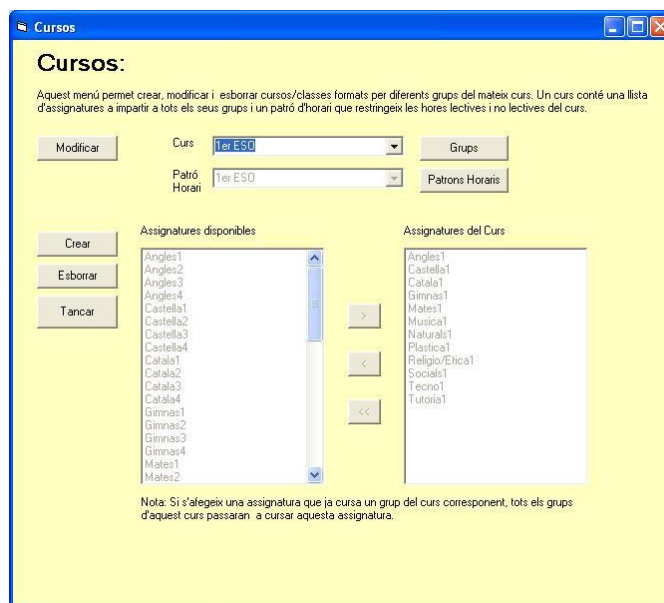 Cursos
Cursos:
Aquest menú permet crear, modificar i esborrar cursos/classes formats per diferents grups del mateix curs. Un curs conté una llista
d'assignatures a impartir a tots els seus grups i un patró d'horari que restringeix les hores lectives i no lectives del curs.
Modificar
Curs
1er ESO
Grups
Patró
Horari
1er ESO
Patrons Horaris
Crear
Esborrar
Tancar
Assignatures disponibles
Angles1
Angles2
Angles3
Angles4
Castella1
Castella2
Castella3
Castella4
Catala1
Catala2
Catala3
Catala4
Gimnas1
Gimnas2
Gimnas3
Gimnas4
Mates1
Mates2
>
<
<<
Assignatures del Curs
Angles1
Castella1
Catala1
Gimnas1
Mates1
Musica1
Naturals1
Plastica1
Religio/Etica1
Socials1
Tecno1
Tutoria1
Nota: Si s'afegeix una assignatura que ja cursa un grup del curs corresponent, tots els grups
d'aquest curs passaran a cursar aquesta assignatura.